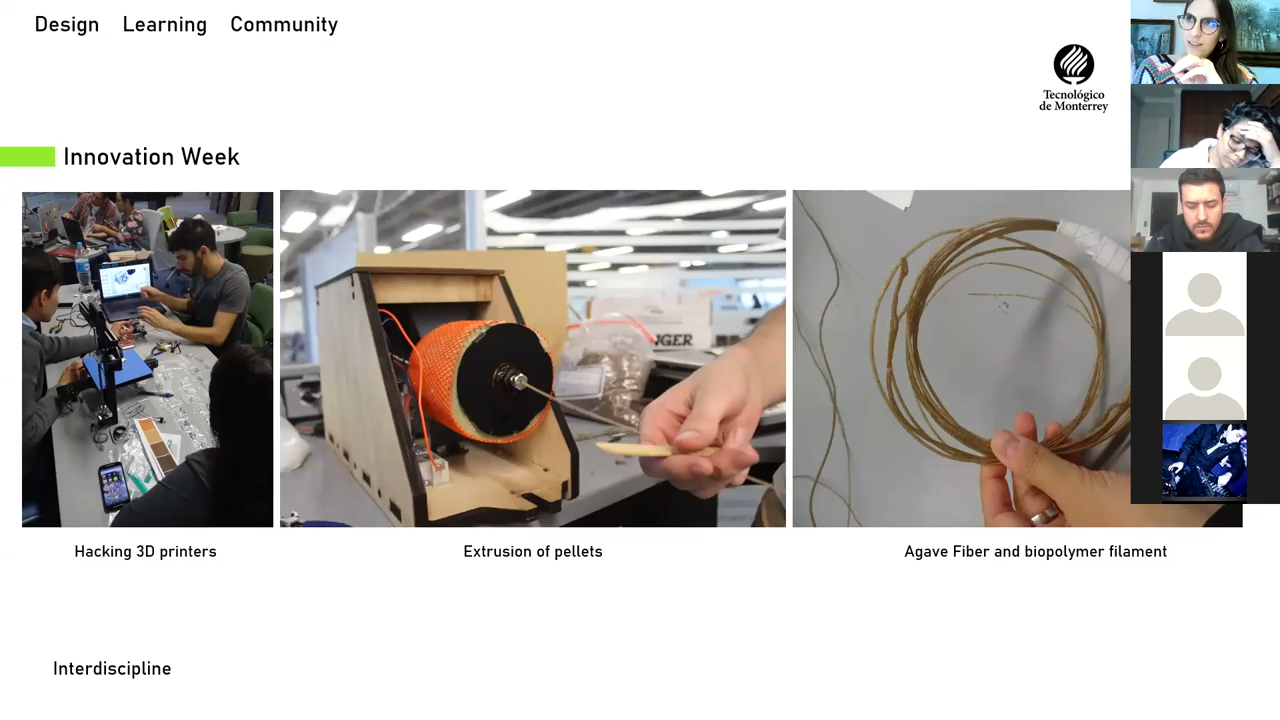 Design Learning Community
Tecnológico
de Monterrey
Innovation Week
NGER
Hacking 3D printers
Extrusion of pellets
Agave Fiber and biopolymer filament
Interdiscipline